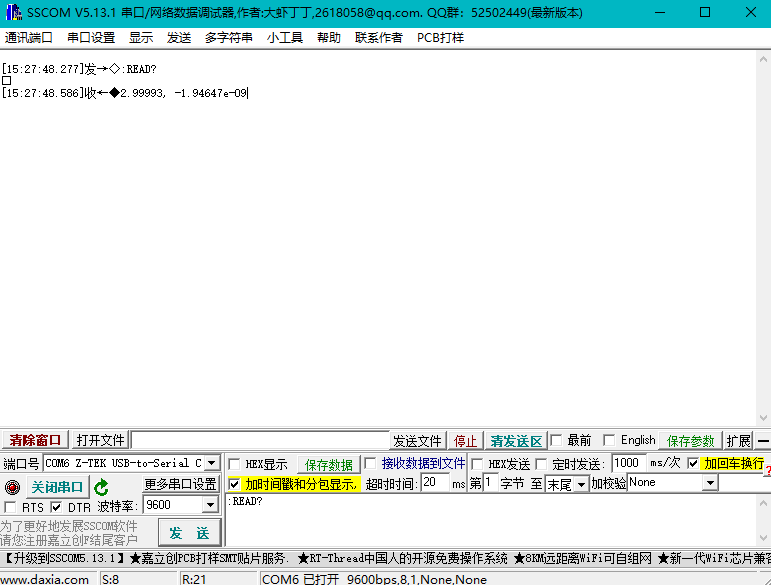 SSCOM V5.13.1 串口/网络数据调试器,作者:大虾丁丁,2618058@qq.com. QQ群：52502449(最新版本)
通讯端口 串口设置 显示 发送 多字符串 小工具 帮助 联系作者 PCB打样
[15:27:48.277]发→◇:READ?
□
[15:27:48.586]收←◆2.99993, -1.94647e-09
清除窗口 打开文件 发送文件 停止 清发送区 最前 English 保存参数 扩展 —
端口号 COM6 Z-TEK USB-to-Serial C HEX显示 保存数据 接收数据到文件 HEX发送 定时发送: 1000 ms/次 加回车换行
关闭串口 更多串口设置 加时间戳和分包显示, 超时时间: 20 ms 第 1 字节 至 末尾 加校验 None
RTS DTR 波特率: 9600 :READ?
为了更好地发展SSCOM软件
请您注册嘉立创F结尾客户
发 送
【升级到SSCOM5.13.1】★嘉立创PCB打样SMT贴片服务. ★RT-Thread中国人的开源免费操作系统 ★8KM远距离WiFi可自组网 ★新一代WiFi芯片兼容
www.daxia.com S:8 R:21 COM6 已打开 9600bps,8,1,None,None